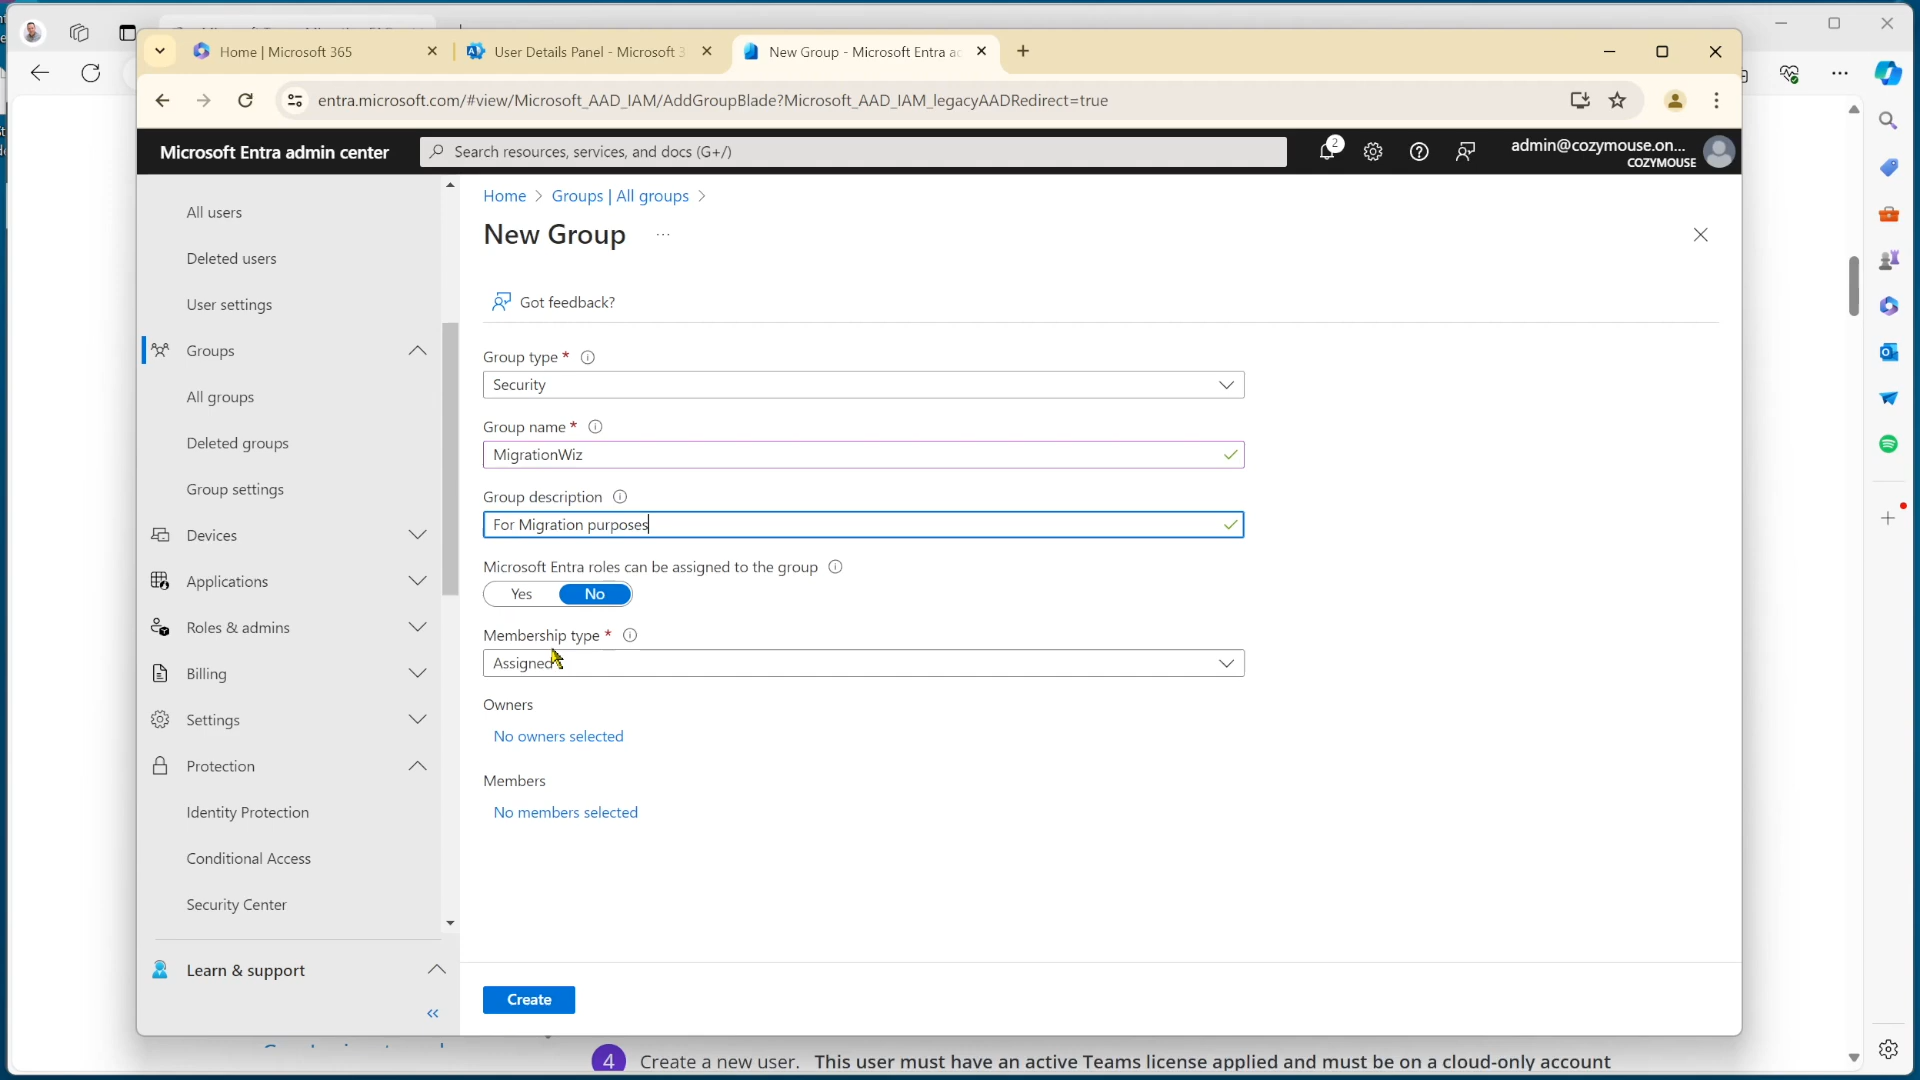 Home | Microsoft 365
User Details Panel - Microsoft 3
New Group - Microsoft Entra ac
entra.microsoft.com/#view/Microsoft_AAD_IAM/AddGroupBlade?Microsoft_AAD_IAM_legacyAADRedirect=true
Microsoft Entra admin center
Search resources, services, and docs (G+/)
2
admin@cozymouse.on...
COZYMOUSE
All users
Deleted users
User settings
Groups
All groups
Deleted groups
Group settings
Devices
Applications
Roles & admins
Billing
Settings
Protection
Identity Protection
Conditional Access
Security Center
Learn & support
Home > Groups | All groups >
New Group ...
Got feedback?
Group type *
Security
Group name *
MigrationWiz
Group description
For Migration purposes
Microsoft Entra roles can be assigned to the group
Yes No
Membership type *
Assigned
Owners
No owners selected
Members
No members selected
Create
4 Create a new user. This user must have an active Teams license applied and must be on a cloud-only account